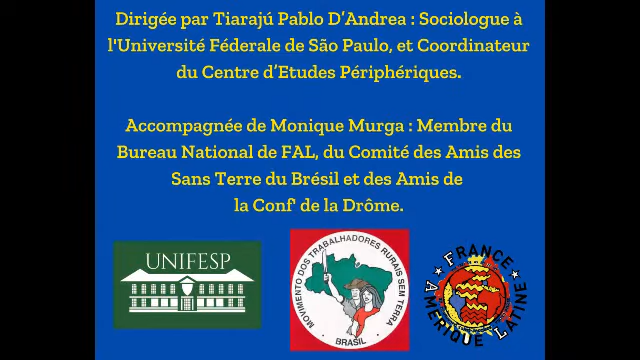 Dirigée par Tiarajú Pablo D’Andrea : Sociologue à
l'Université Féderale de São Paulo, et Coordinateur
du Centre d’Etudes Périphériques.
Accompagnée de Monique Murga : Membre du
Bureau National de FAL, du Comité des Amis des
Sans Terre du Brésil et des Amis de
la Conf' de la Drôme.
UNIFESP
MOVIMENTO DOS TRABALHADORES RURAIS SEM TERRA
BRASIL
FRANCE
AMERIQUE LATINE